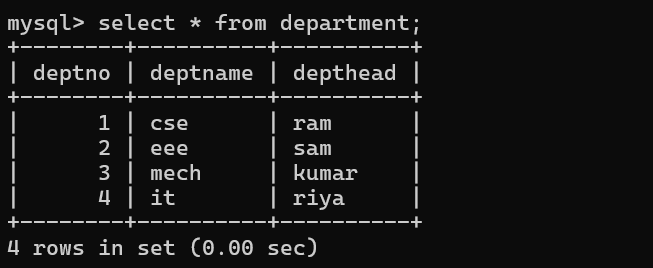 mysql> select * from department;
+--------+----------+----------+
| deptno | deptname | depthead |
+--------+----------+----------+
|      1 | cse      | ram      |
|      2 | eee      | sam      |
|      3 | mech     | kumar    |
|      4 | it       | riya     |
+--------+----------+----------+
4 rows in set (0.00 sec)